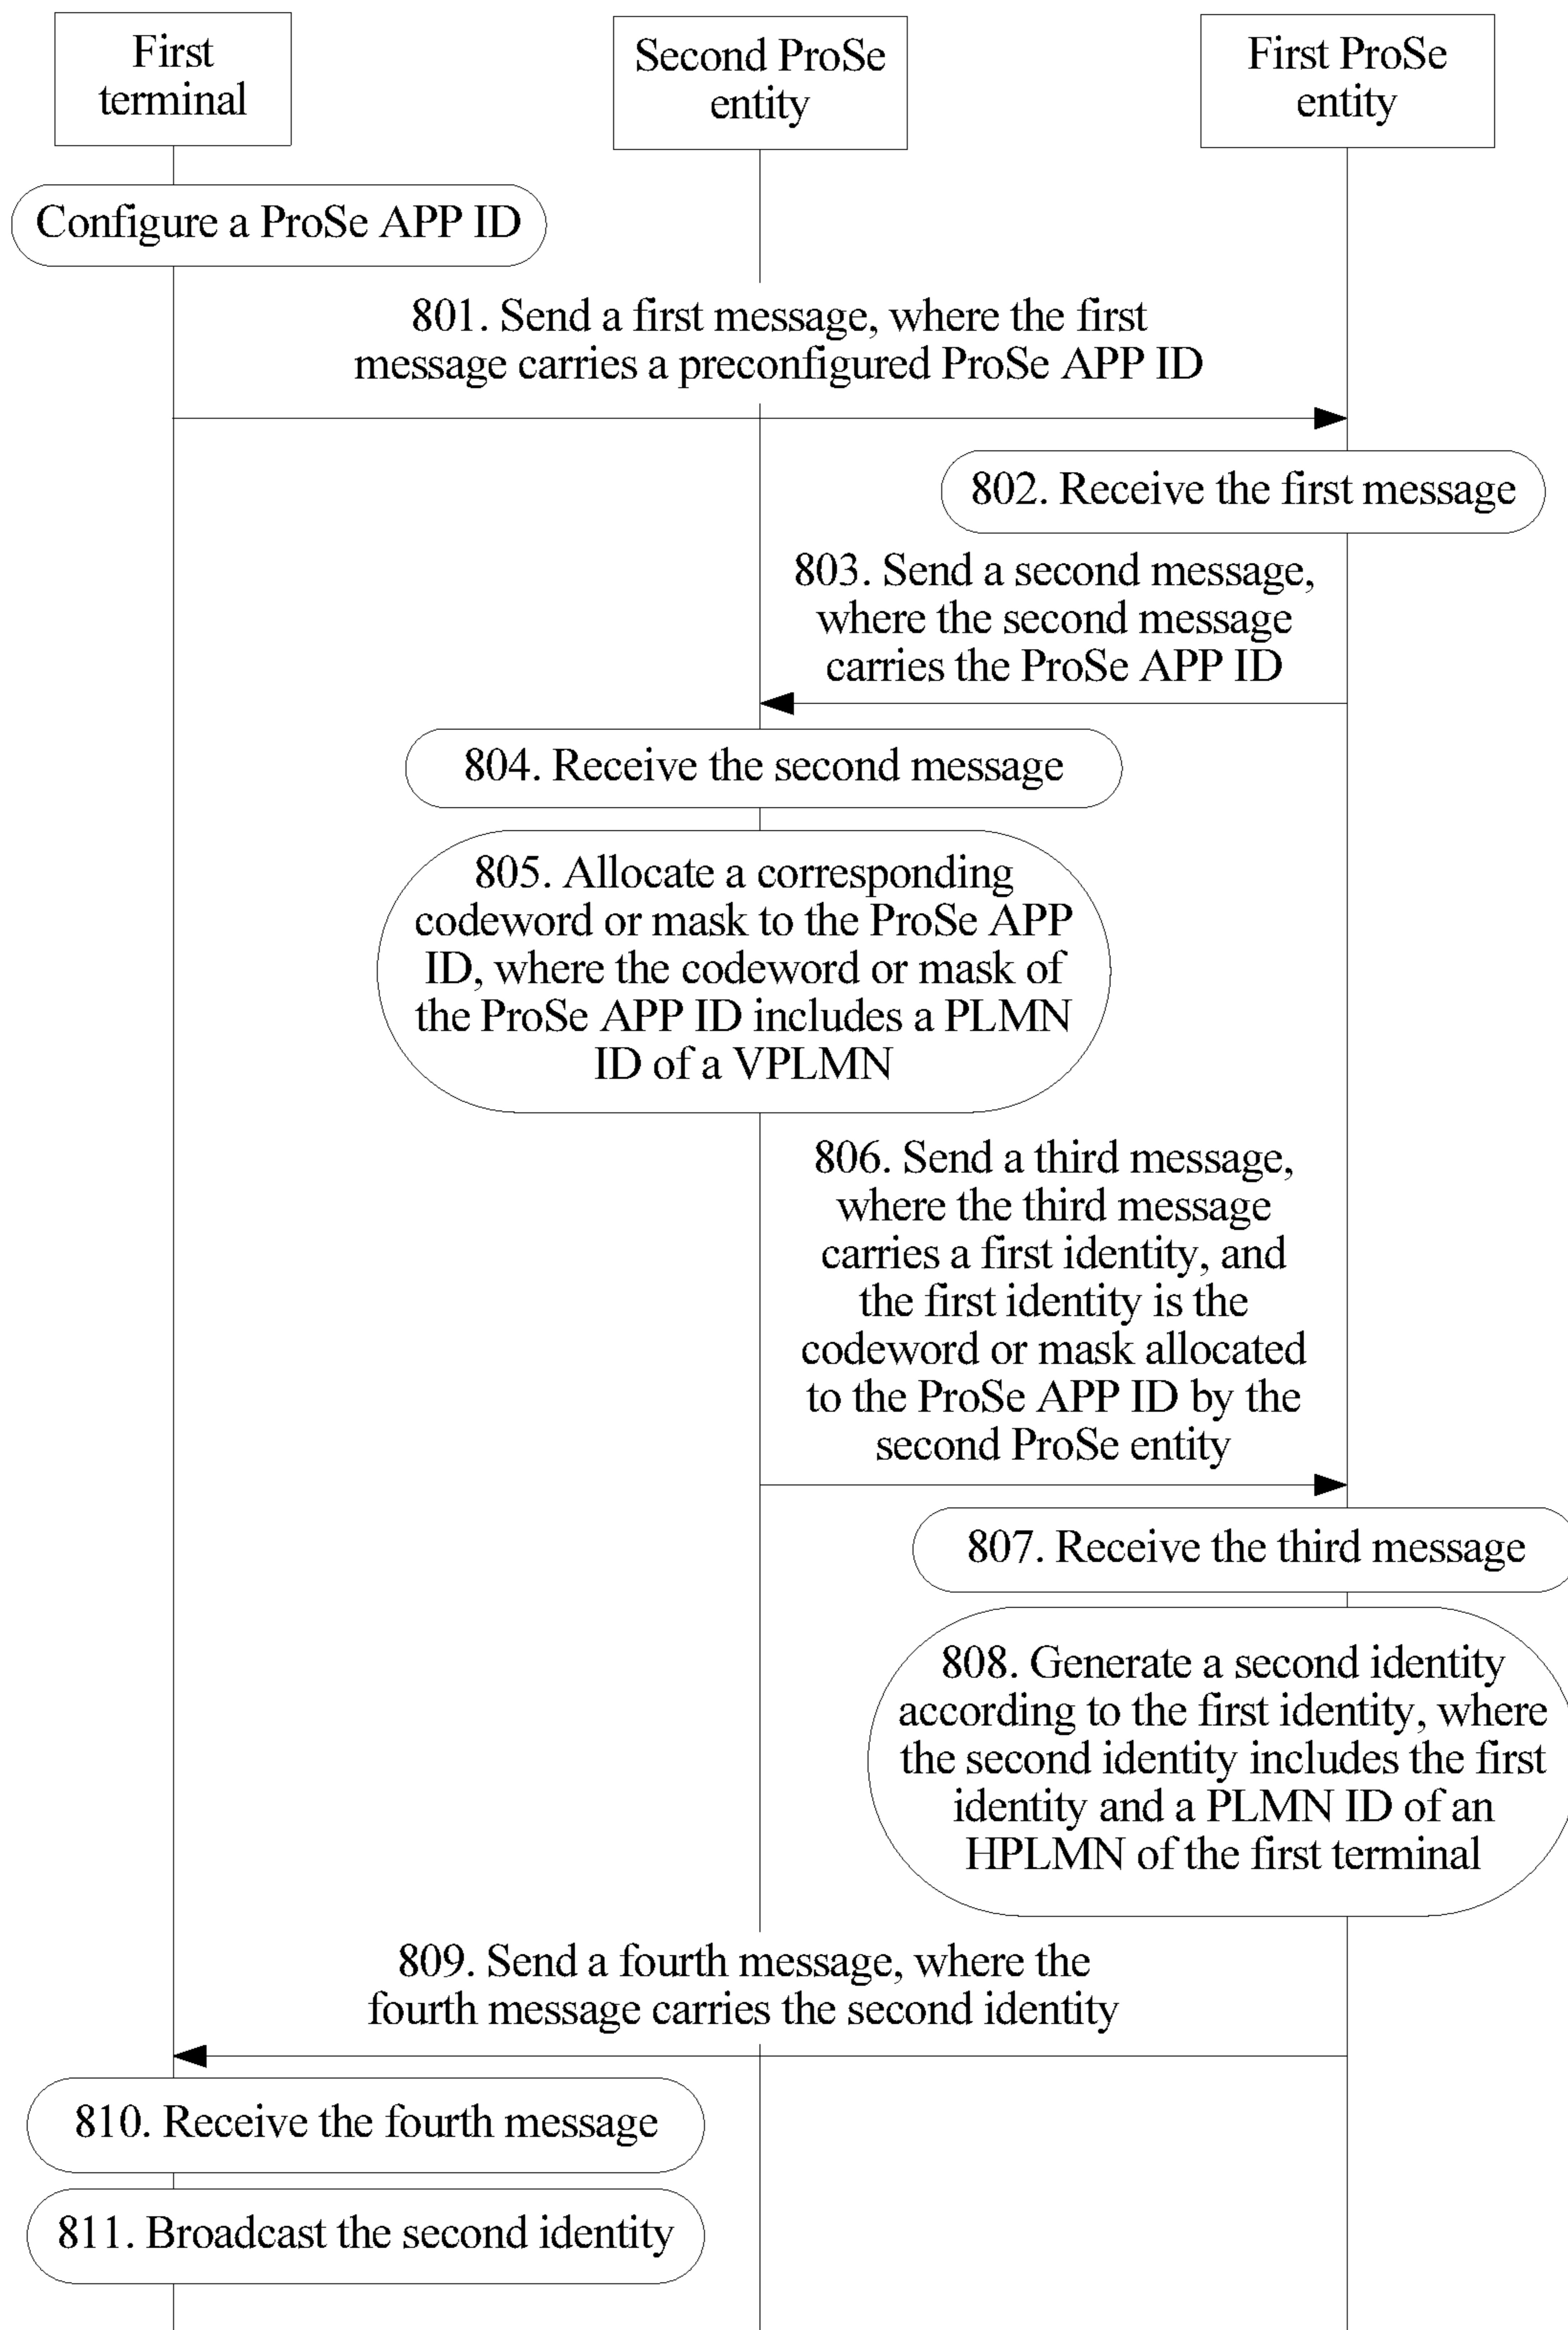 First
terminal
Second ProSe
entity
First ProSe
entity
Configure a ProSe APP ID
801. Send a first message, where the first
message carries a preconfigured ProSe APP ID
802. Receive the first message
803. Send a second message,
where the second message
carries the ProSe APP ID
804. Receive the second message
805. Allocate a corresponding
codeword or mask to the ProSe APP
ID, where the codeword or mask of
the ProSe APP ID includes a PLMN
ID of a VPLMN
806. Send a third message,
where the third message
carries a first identity, and
the first identity is the
codeword or mask allocated
to the ProSe APP ID by the
second ProSe entity
807. Receive the third message
808. Generate a second identity
according to the first identity, where
the second identity includes the first
identity and a PLMN ID of an
HPLMN of the first terminal
809. Send a fourth message, where the
fourth message carries the second identity
810. Receive the fourth message
811. Broadcast the second identity